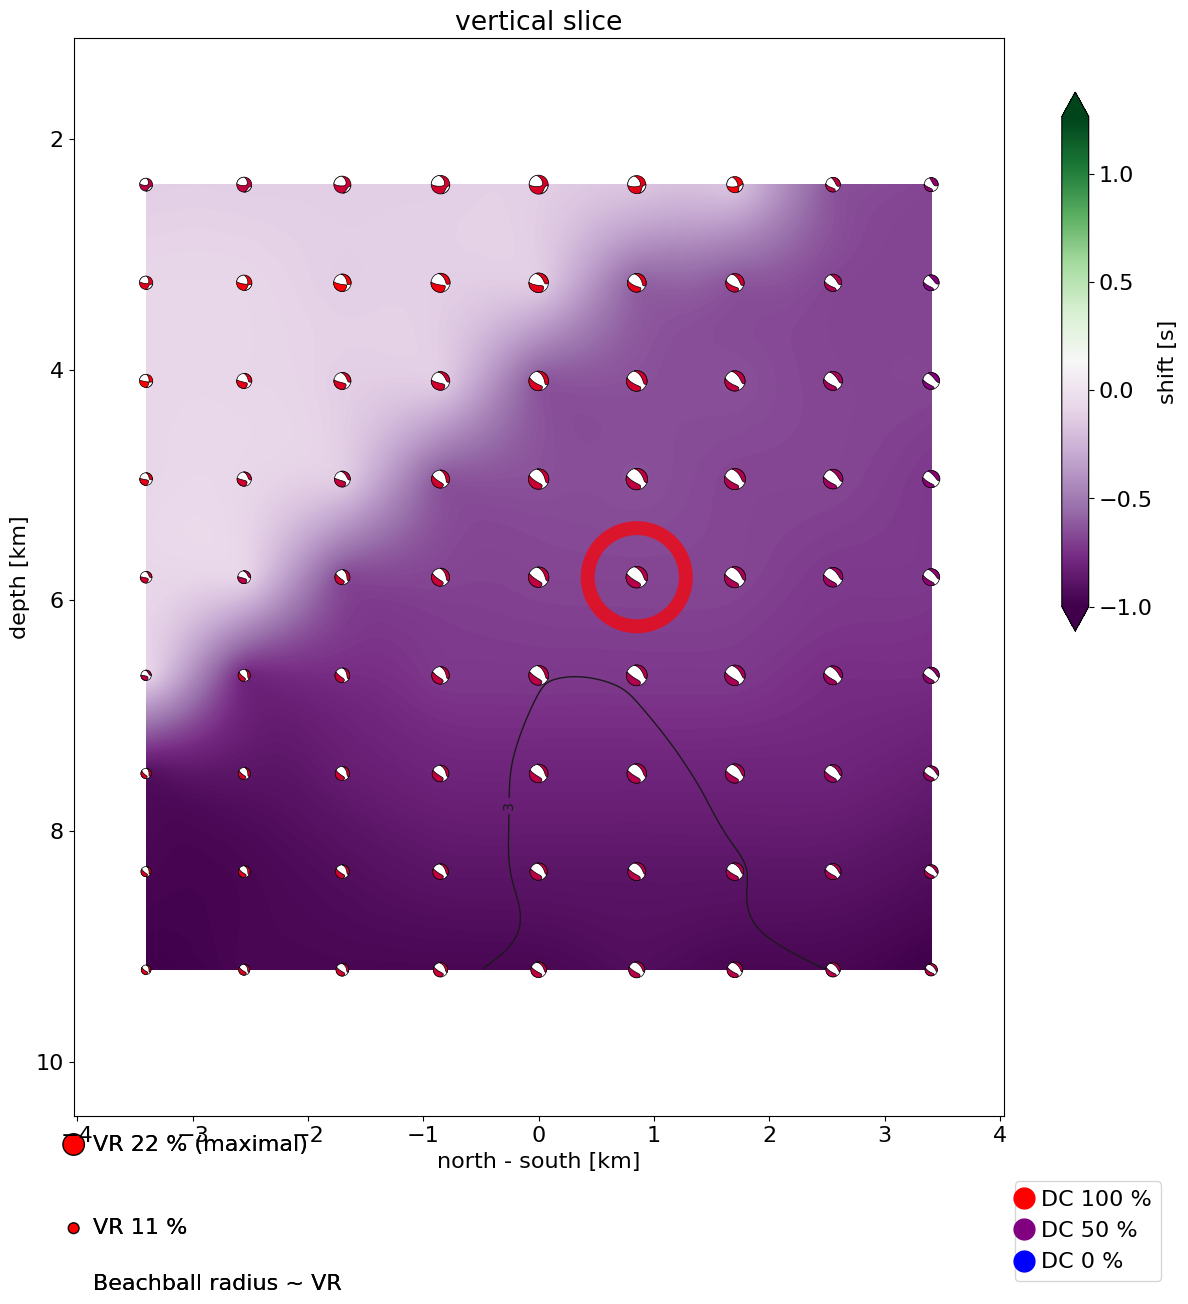 vertical slice
2
4
6
8
10
depth [km]
3
−4 −3 −2 −1 0 1 2 3 4
north - south [km]
1.0
0.5
0.0
−0.5
−1.0
shift [s]
VR 22 % (maximal)
VR 11 %
Beachball radius ~ VR
DC 100 %
DC 50 %
DC 0 %